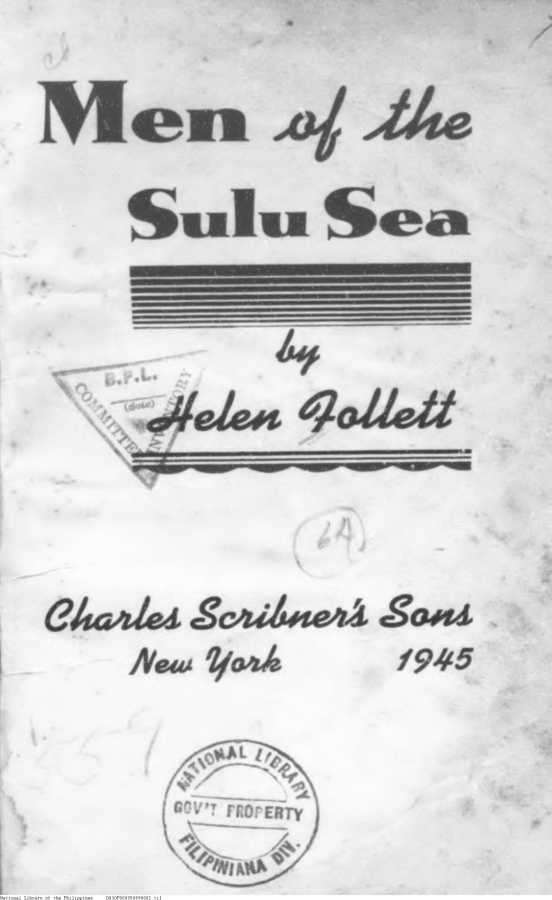 Men of the
Sulu Sea
by
B.P.L.
(date)
COMMITTEE
INVENTORY
Helen Follett
6A
Charles Scribner's Sons
New York 1945
NATIONAL LIBRARY
GOV'T PROPERTY
FILIPINIANA DIV.
National Library of the Philippines